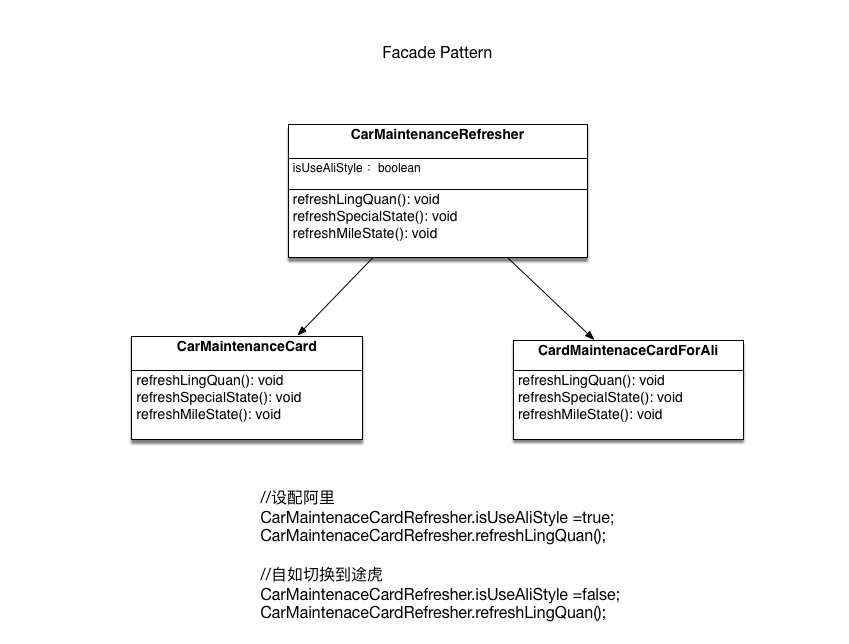 Facade Pattern
CarMaintenanceRefresher
isUseAliStyle： boolean
refreshLingQuan(): void
refreshSpecialState(): void
refreshMileState(): void
CarMaintenanceCard
refreshLingQuan(): void
refreshSpecialState(): void
refreshMileState(): void
CardMaintenaceCardForAli
refreshLingQuan(): void
refreshSpecialState(): void
refreshMileState(): void
//设配阿里
CarMaintenaceCardRefresher.isUseAliStyle =true;
CarMaintenaceCardRefresher.refreshLingQuan();
//自如切换到途虎
CarMaintenaceCardRefresher.isUseAliStyle =false;
CarMaintenaceCardRefresher.refreshLingQuan();